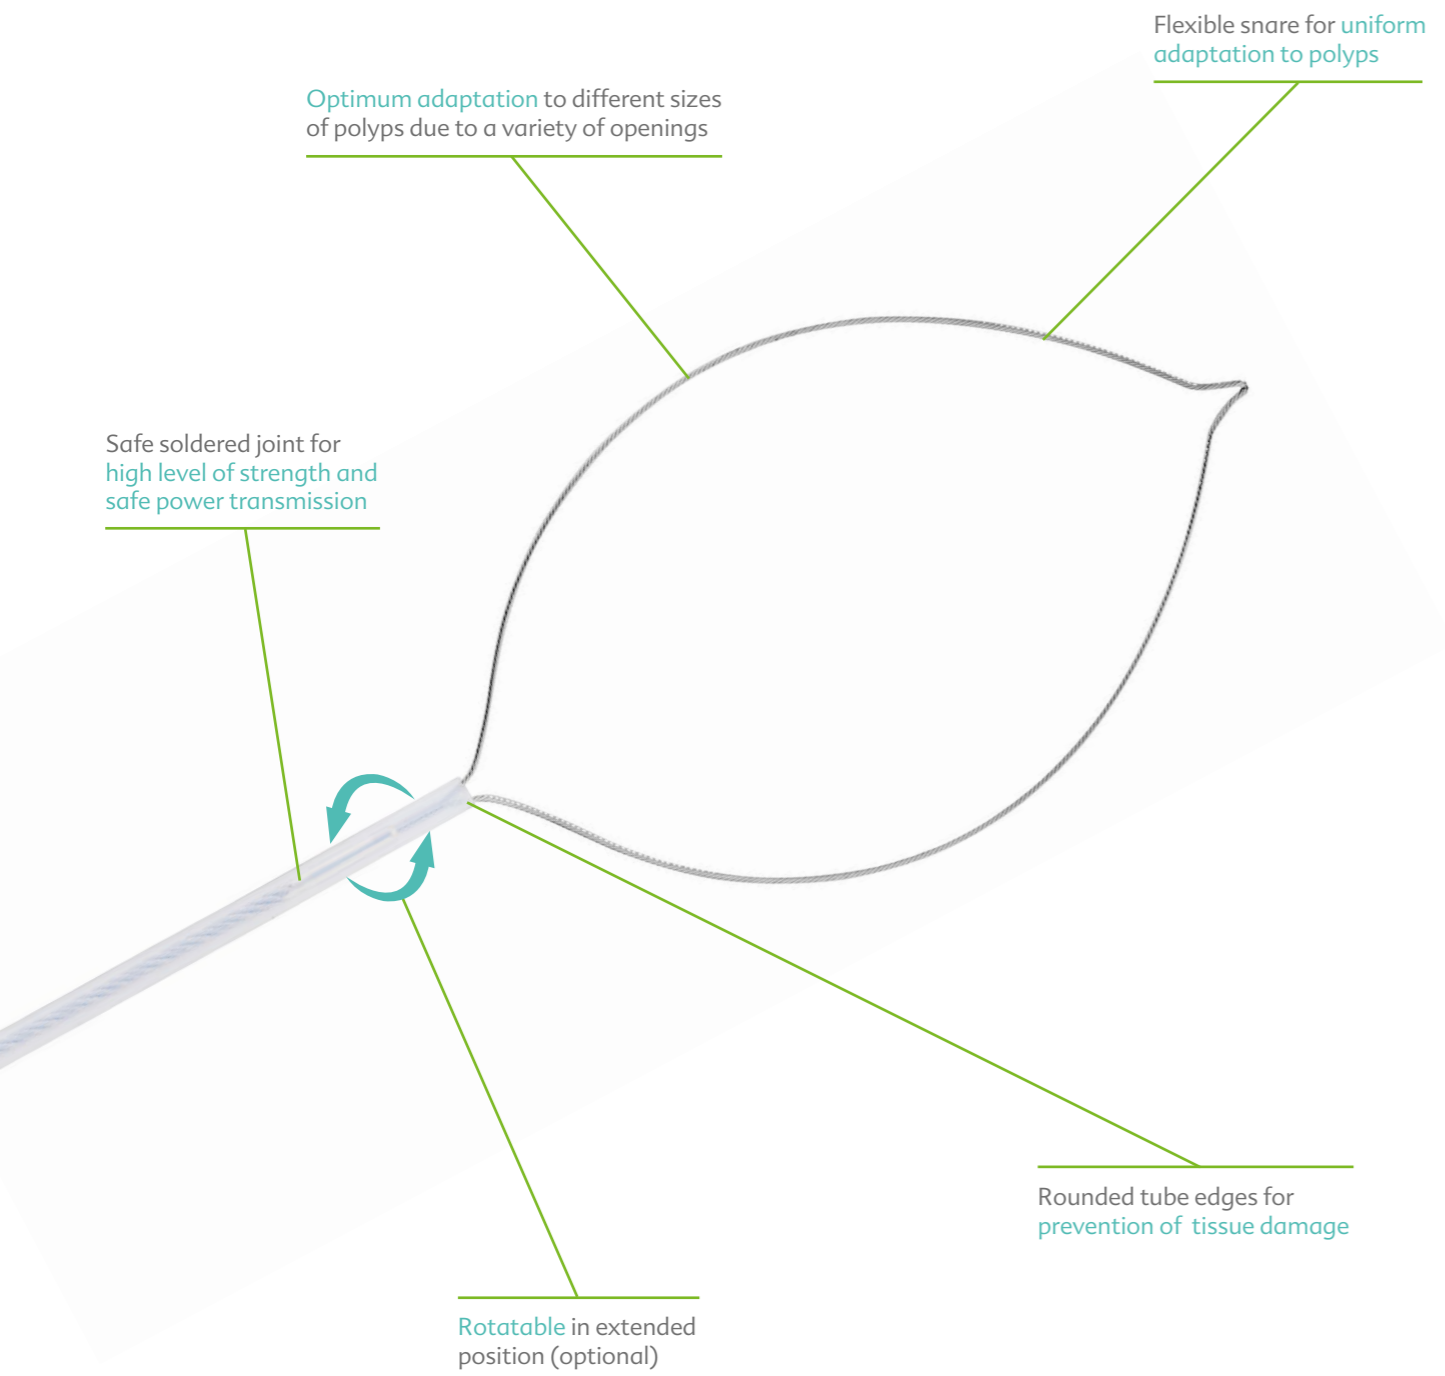 Flexible snare for uniform
adaptation to polyps
Optimum adaptation to different sizes
of polyps due to a variety of openings
Safe soldered joint for
high level of strength and
safe power transmission
Rounded tube edges for
prevention of  tissue damage
Rotatable in extended
position (optional)